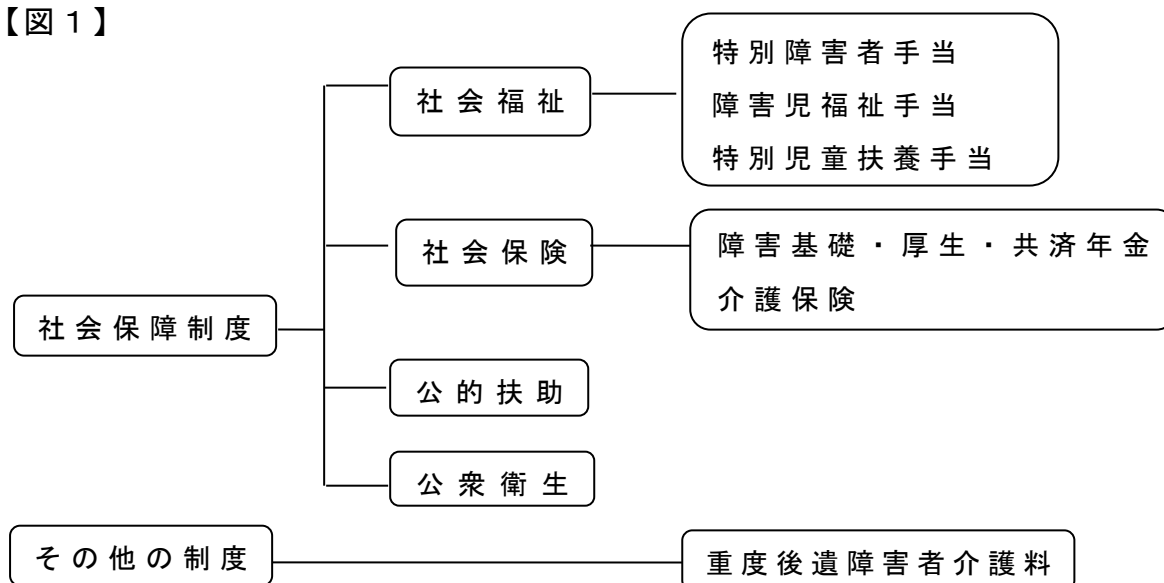 【図1】
社会福祉
特別障害者手当
障害児福祉手当
特別児童扶養手当
社会保険
障害基礎・厚生・共済年金
介護保険
社会保障制度
公的扶助
公衆衛生
その他の制度
重度後遺障害者介護料